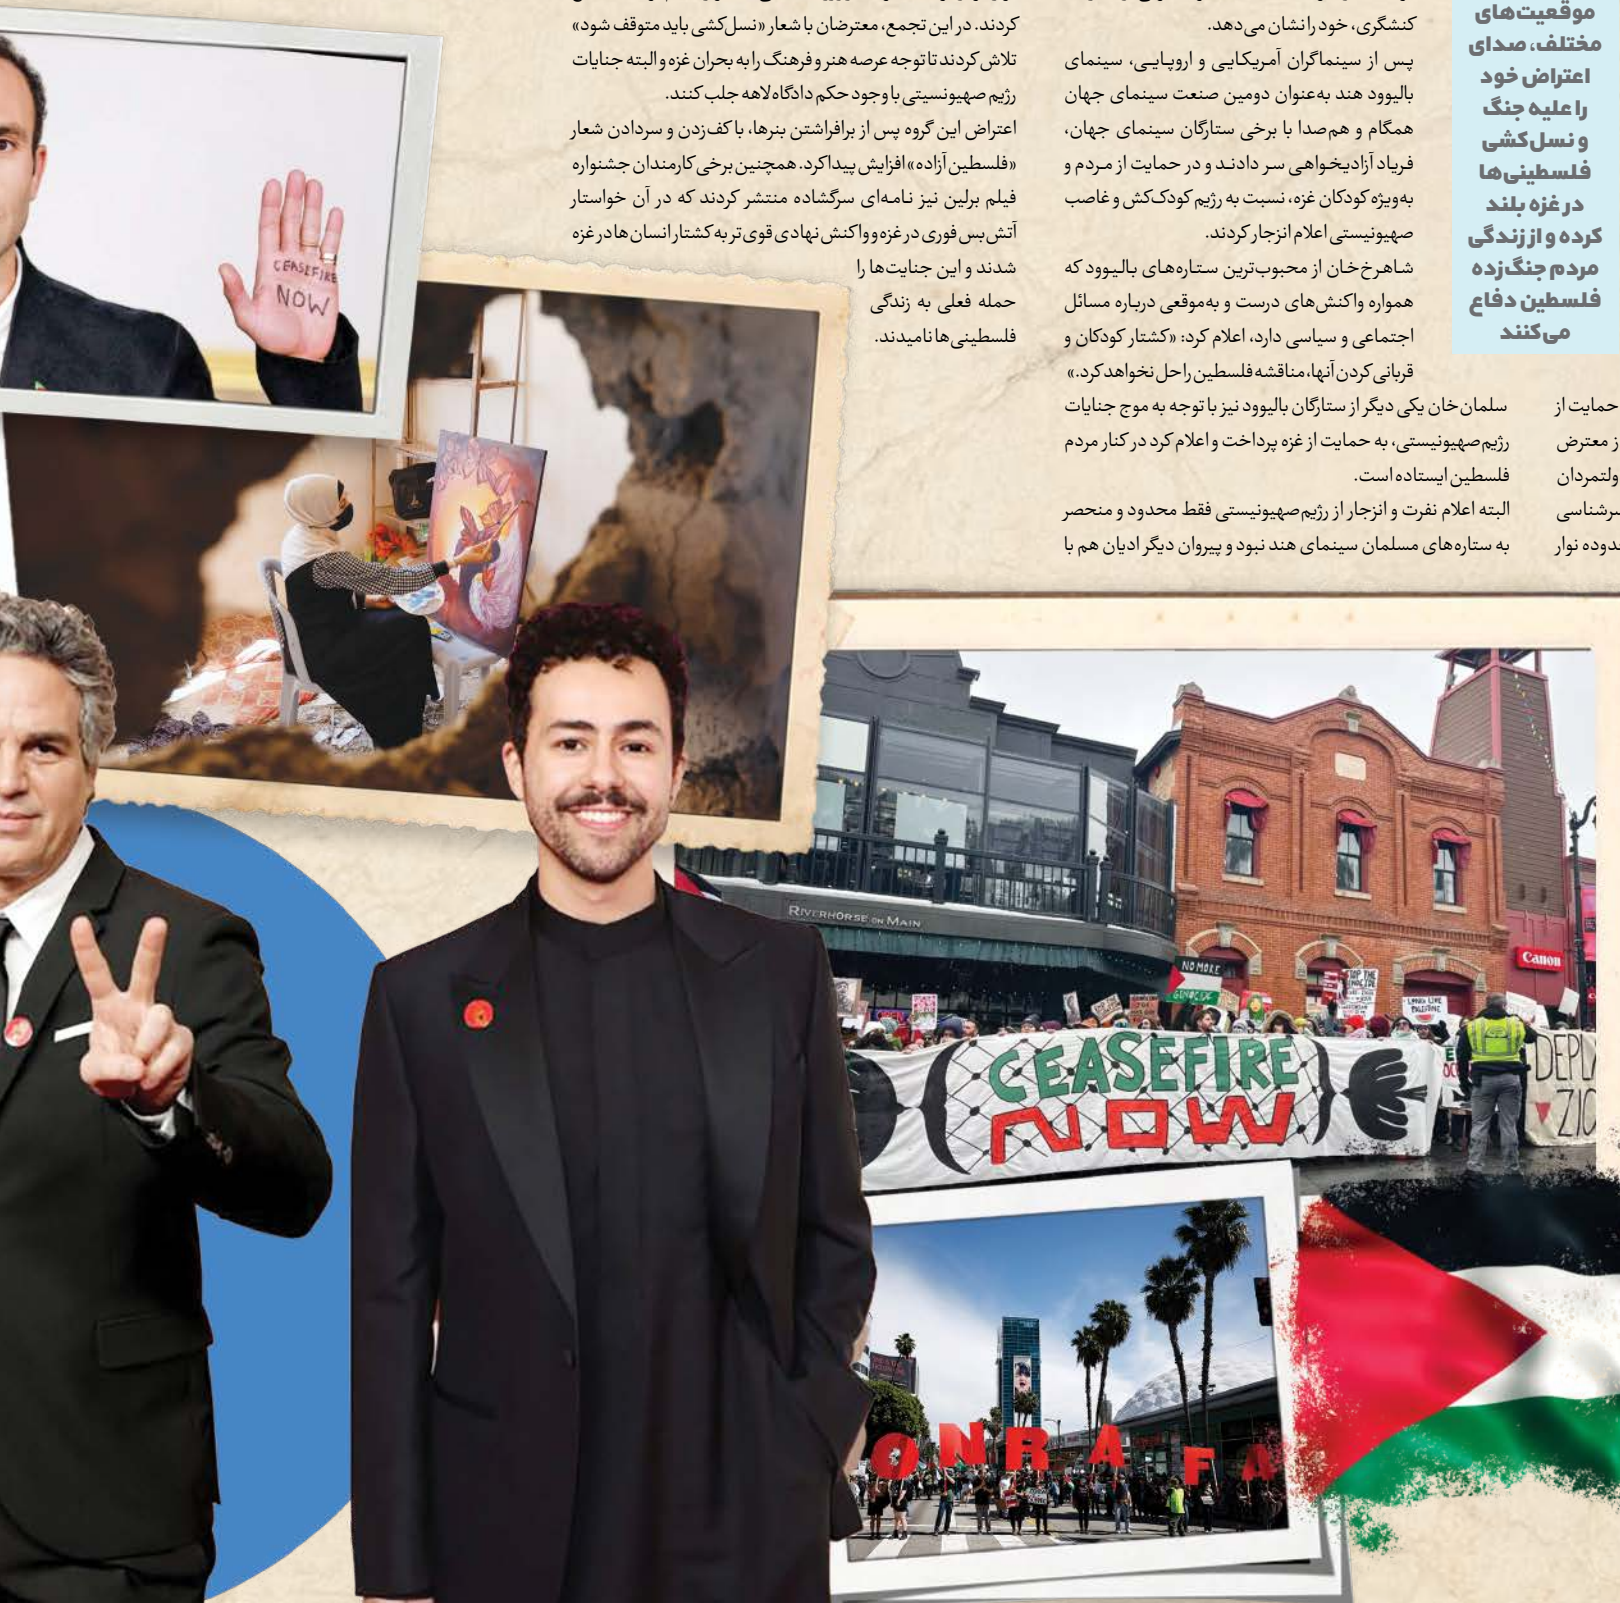 موقعیت‌های
مختلف، صدای
اعتراض خود
را علیه جنگ
و نسل‌کشی
فلسطینی‌ها
در غزه بلند
کرده و از زندگی
مردم جنگ‌زده
فلسطین دفاع
می‌کنند
حمایت از
معترض
سرشناسی
نوار
کنشگری، خود را نشان می‌دهد.
پس از سینماگران آمریکایی و اروپایی، سینمای
بالیوود هند به‌عنوان دومین صنعت سینمای جهان
همگام و هم‌صدا با برخی ستارگان سینمای جهان،
فریاد آزادیخواهی سر دادند و در حمایت از مردم و
به‌ویژه کودکان غزه، نسبت به رژیم کودک‌کش و غاصب
صهیونیستی اعلام انزجار کردند.
شاهرخ‌خان از محبوب‌ترین ستاره‌های بالیوود که
همواره واکنش‌های درست و به‌موقعی درباره مسائل
اجتماعی و سیاسی دارد، اعلام کرد: «کشتار کودکان و
قربانی کردن آنها، مناقشه فلسطین را حل نخواهد کرد.»
سلمان‌خان یکی دیگر از ستارگان بالیوود نیز با توجه به موج جنایات
رژیم صهیونیستی، به حمایت از غزه پرداخت و اعلام کرد در کنار مردم
فلسطین ایستاده است.
البته اعلام نفرت و انزجار از رژیم صهیونیستی فقط محدود و منحصر
به ستاره‌های مسلمان سینمای هند نبود و پیروان دیگر ادیان هم با
کردند. در این تجمع، معترضان با شعار «نسل‌کشی باید متوقف شود»
تلاش کردند تا توجه عرصه هنر و فرهنگ را به بحران غزه و البته جنایات
رژیم صهیونسیتی با وجود حکم دادگاه لاهه جلب کنند.
اعتراض این گروه پس از برافراشتن بنرها، با کف‌زدن و سردادن شعار
«فلسطین آزاده» افزایش پیدا کرد. همچنین برخی کارمندان جشنواره
فیلم برلین نیز نامه‌ای سرگشاده منتشر کردند که در آن خواستار
آتش‌بس فوری در غزه و واکنش نهادی قوی‌تر به کشتار انسان‌ها در غزه
شدند و این جنایت‌ها را
حمله فعلی به زندگی
فلسطینی‌ها نامیدند.
CEASEFIRE
NOW
RIVERHORSE ON MAIN
Canon
NO MORE
GENOCIDE
STOP THE
GENOCIDE
LONG LIVE
PALESTINE
CEASEFIRE
NOW
ON RAFA